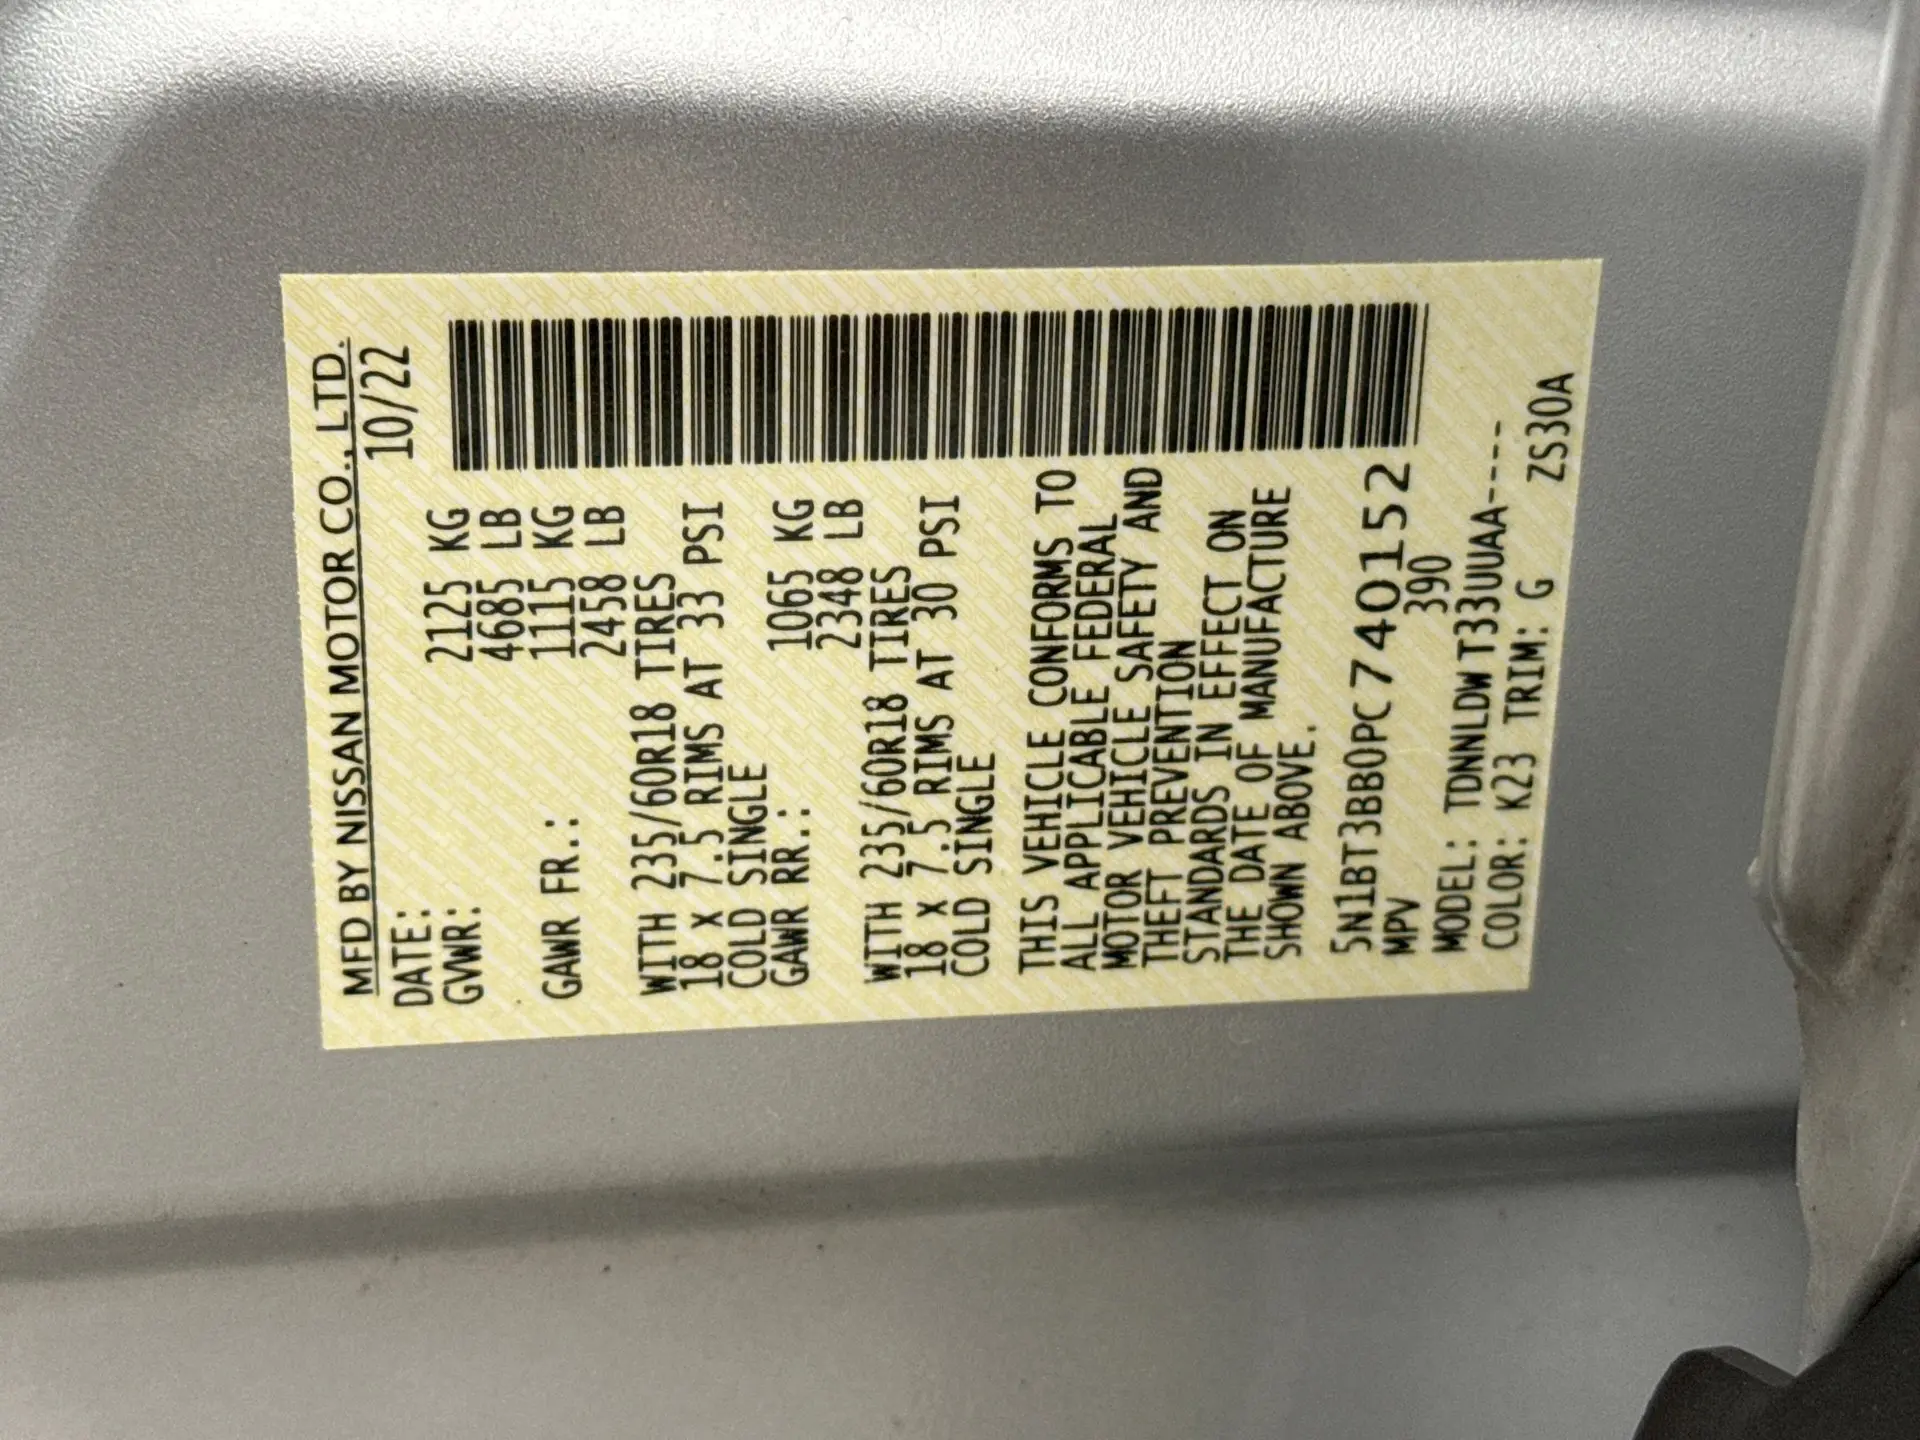 MFD BY NISSAN MOTOR CO., LTD.
DATE: 10/22
GVWR: 2125 KG
4685 LB
GAWR FR.: 1115 KG
2458 LB
WITH 235/60R18 TIRES
18 X 7.5 RIMS AT 33 PSI
COLD SINGLE
GAWR RR.: 1065 KG
2348 LB
WITH 235/60R18 TIRES
18 X 7.5 RIMS AT 30 PSI
COLD SINGLE
THIS VEHICLE CONFORMS TO
ALL APPLICABLE FEDERAL
MOTOR VEHICLE SAFETY AND
THEFT PREVENTION
STANDARDS IN EFFECT ON
THE DATE OF MANUFACTURE
SHOWN ABOVE.
5N1BT3BB0PC740152
MPV 390
MODEL: TDNNLDWT33UUAA----
COLOR: K23 TRIM: G ZS30A